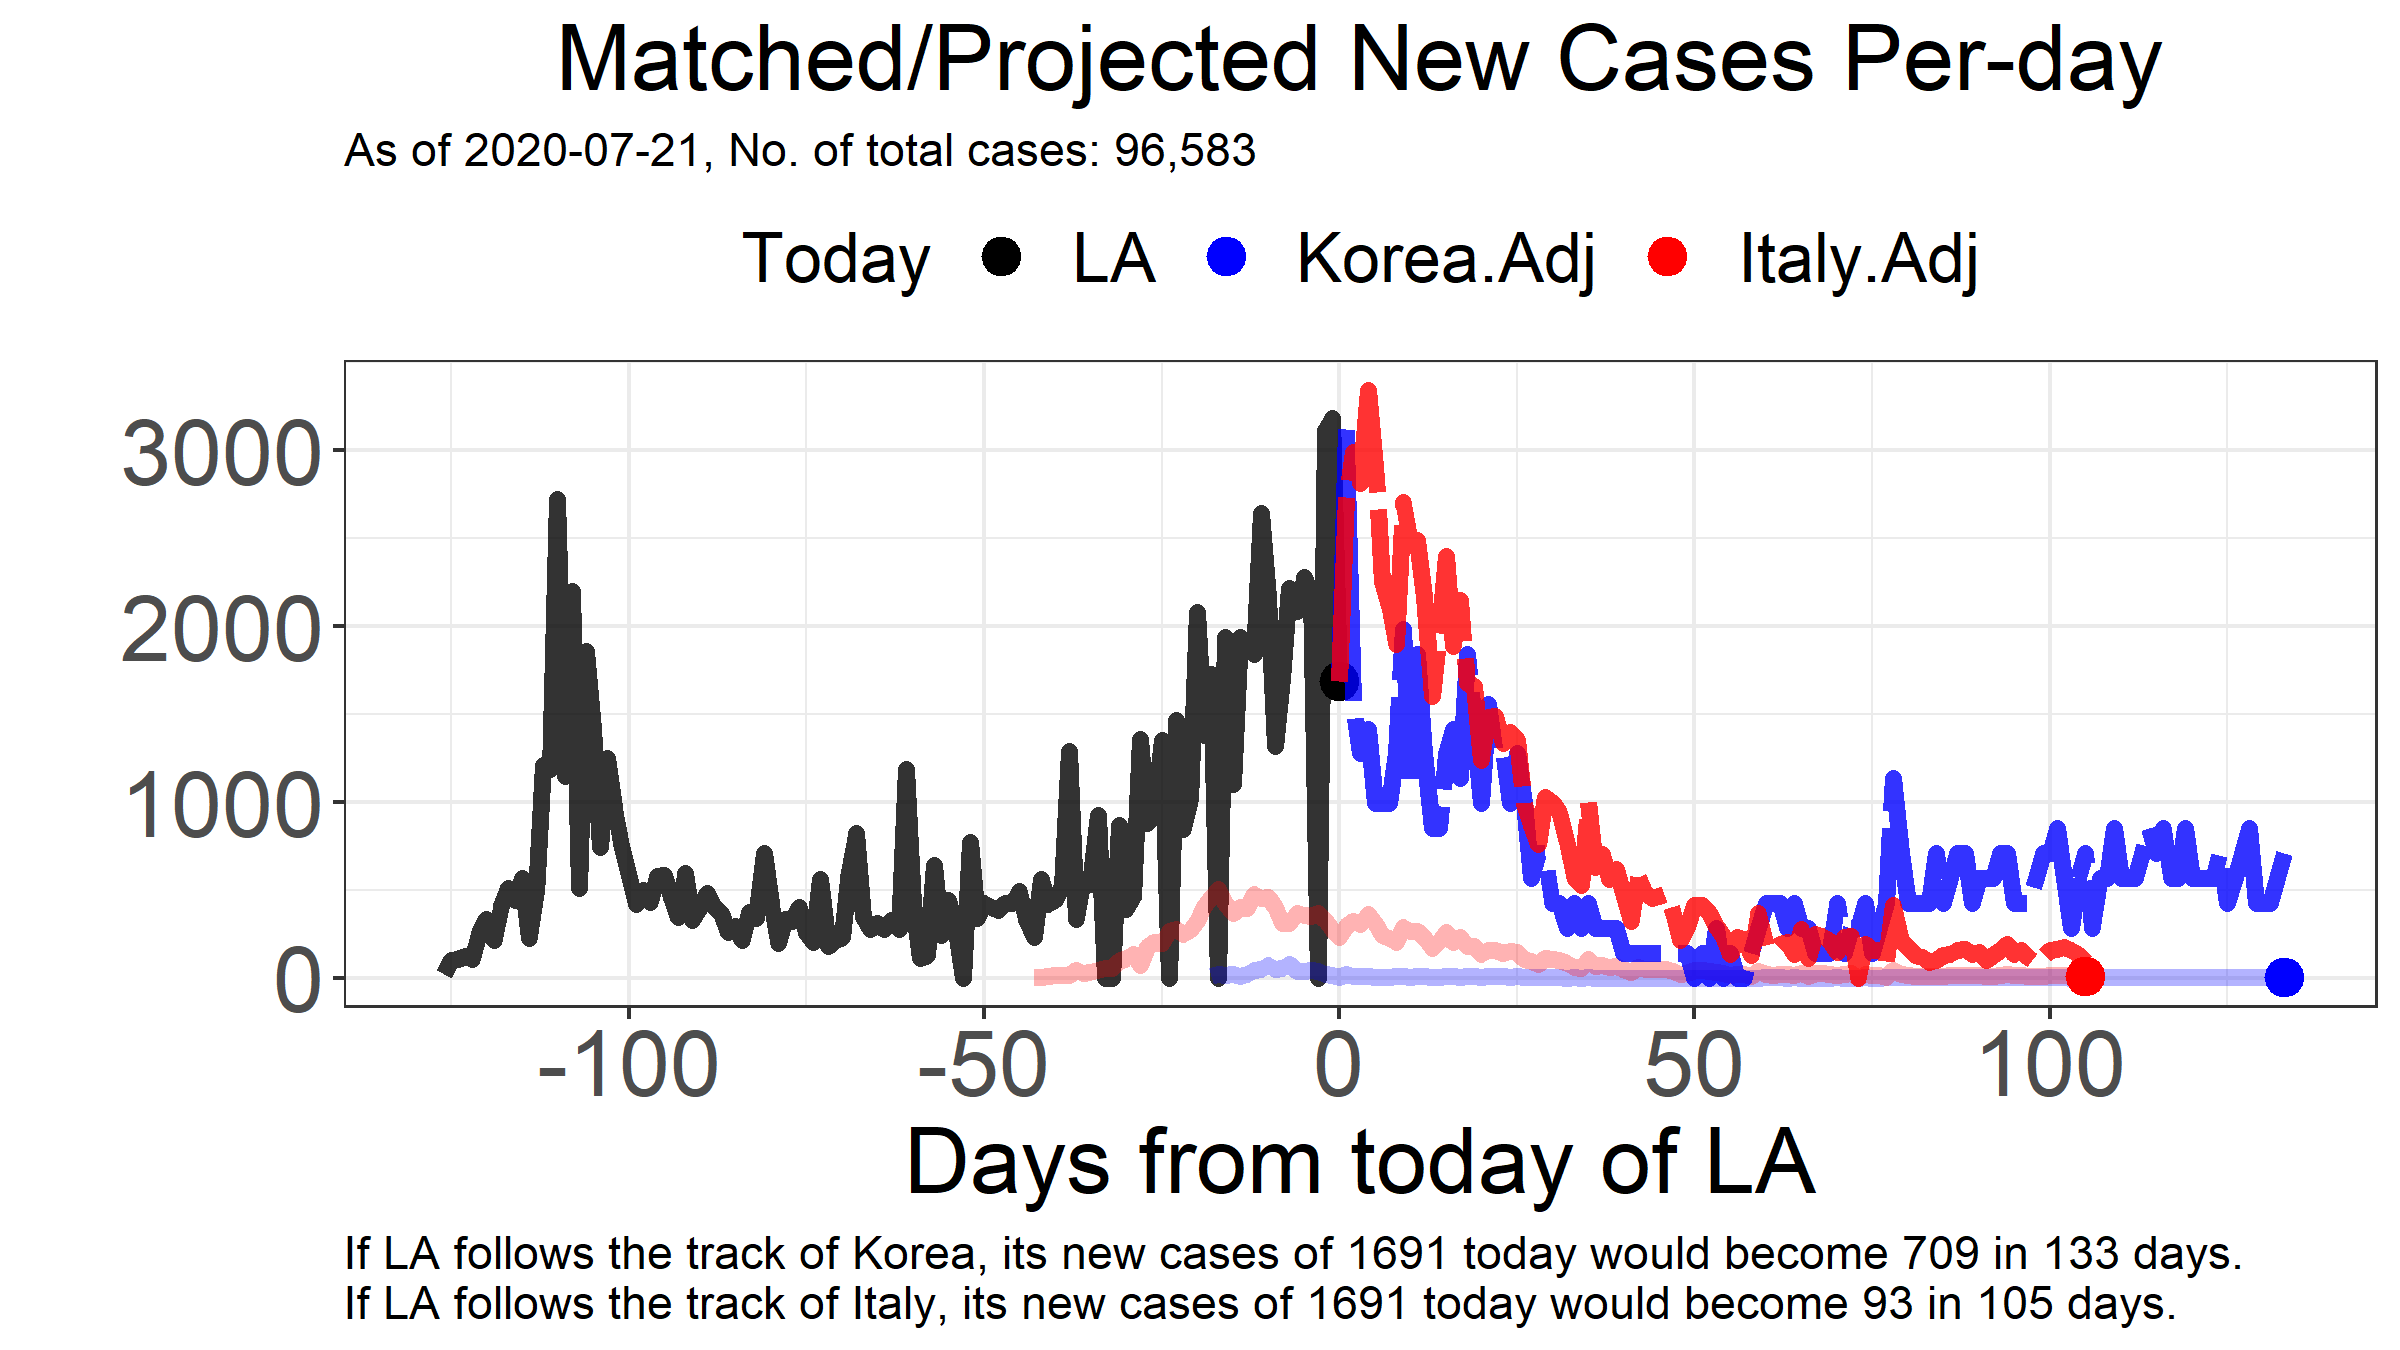 Matched/Projected New Cases Per-day
As of 2020-07-21, No. of total cases: 96,583
Today LA Korea.Adj Italy.Adj
3000
2000
1000
0
-100 -50 0 50 100
Days from today of LA
If LA follows the track of Korea, its new cases of 1691 today would become 709 in 133 days.
If LA follows the track of Italy, its new cases of 1691 today would become 93 in 105 days.